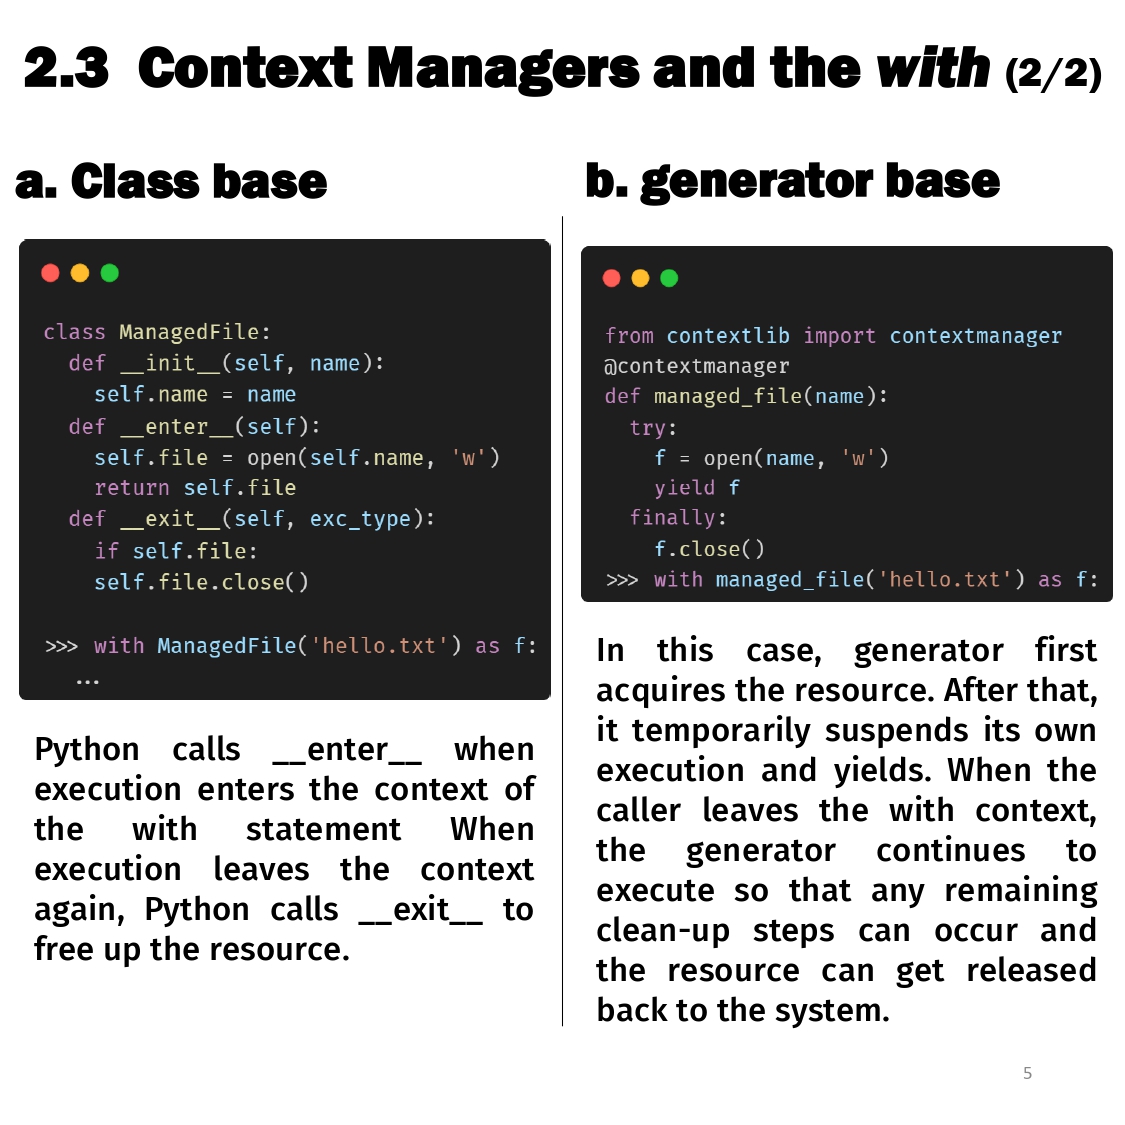 2.3 Context Managers and the with (2/2)
a. Class base
class ManagedFile:
def __init__(self, name):
self.name = name
def __enter__(self):
self.file = open(self.name, 'w')
return self.file
def __exit__(self, exc_type):
if self.file:
self.file.close()
>>> with ManagedFile('hello.txt') as f:
...
Python calls __enter__ when
execution enters the context of
the with statement When
execution leaves the context
again, Python calls __exit__ to
free up the resource.
b. generator base
from contextlib import contextmanager
@contextmanager
def managed_file(name):
try:
f = open(name, 'w')
yield f
finally:
f.close()
>>> with managed_file('hello.txt') as f:
In this case, generator first
acquires the resource. After that,
it temporarily suspends its own
execution and yields. When the
caller leaves the with context,
the generator continues to
execute so that any remaining
clean-up steps can occur and
the resource can get released
back to the system.
5